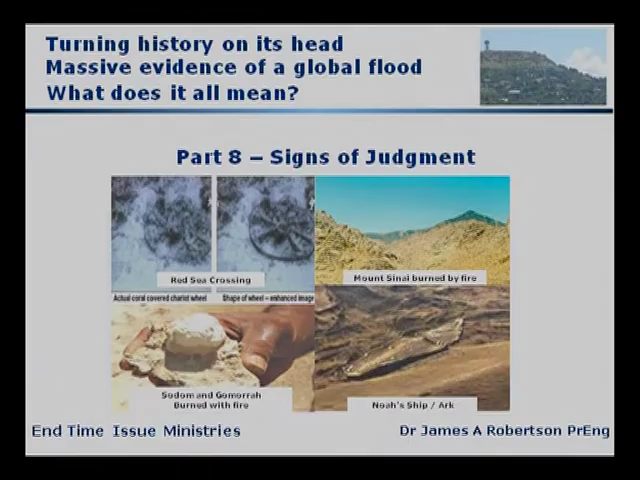 Turning history on its head
Massive evidence of a global flood
What does it all mean?
Part 8 – Signs of Judgment
Red Sea Crossing
Mount Sinai burned by fire
Actual coral covered chariot wheel
Shape of wheel – enhanced image
Sodom and Gomorrah
Burned with fire
Noah's Ship / Ark
End Time Issue Ministries
Dr James A Robertson PrEng